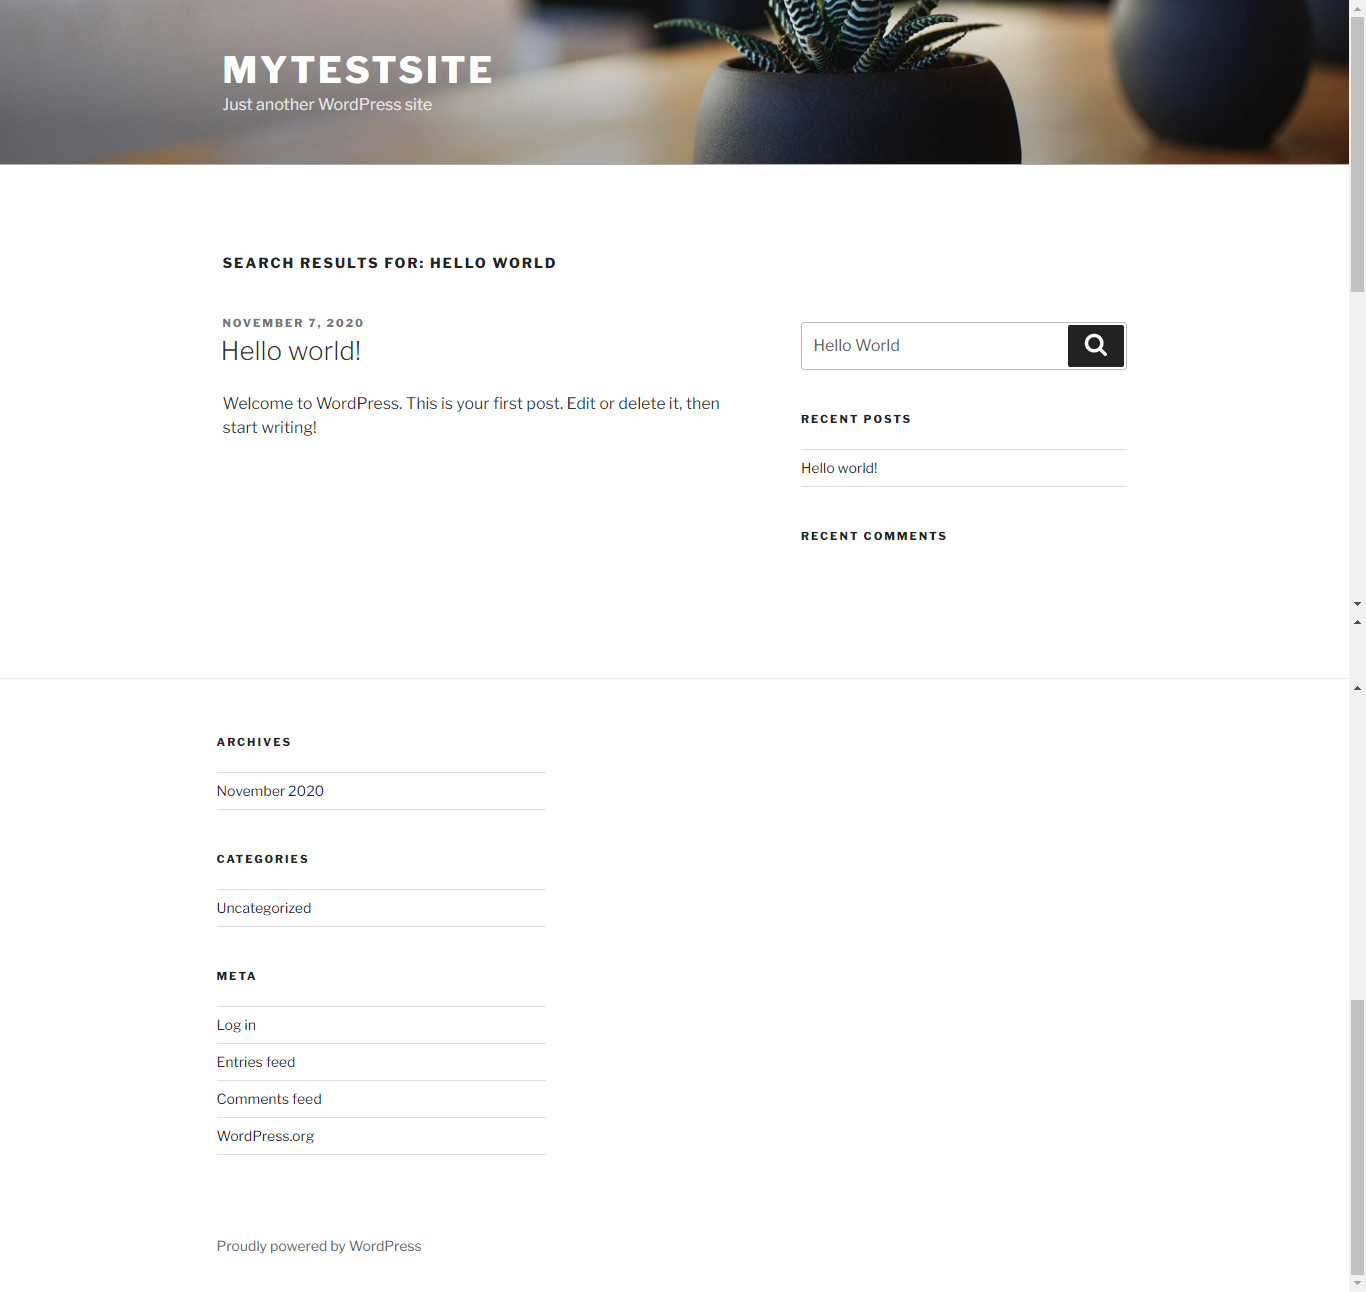 MYTESTSITE
Just another WordPress site
SEARCH RESULTS FOR: HELLO WORLD
NOVEMBER 7, 2020
Hello world!
Welcome to WordPress. This is your first post. Edit or delete it, then
start writing!
Hello World
RECENT POSTS
Hello world!
RECENT COMMENTS
ARCHIVES
November 2020
CATEGORIES
Uncategorized
META
Log in
Entries feed
Comments feed
WordPress.org
Proudly powered by WordPress